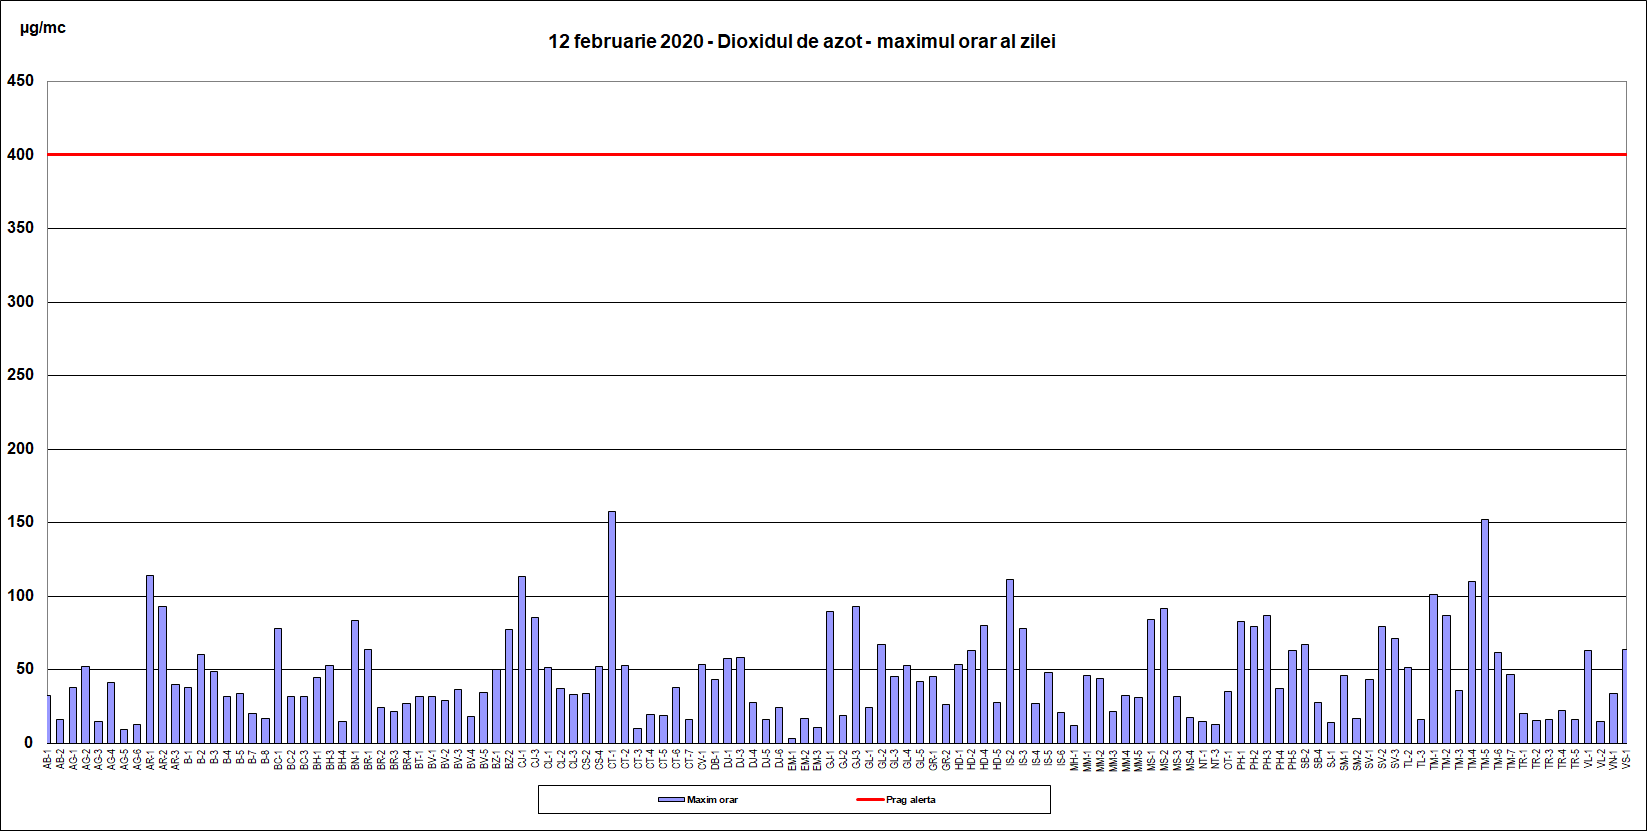 µg/mc
12 februarie 2020 - Dioxidul de azot - maximul orar al zilei
450
400
350
300
250
200
150
100
50
0
AB-1 AB-2 AG-1 AG-2 AG-3 AG-4 AG-5 AG-6 AR-1 AR-2 AR-3 B-1 B-2 B-3 B-4 B-5 B-7 B-8 BC-1 BC-2 BC-3 BH-1 BH-3 BH-4 BN-1 BR-1 BR-2 BR-3 BR-4 BT-1 BV-1 BV-2 BV-3 BV-4 BV-5 BZ-1 BZ-2 CJ-1 CJ-3 CL-1 CL-2 CL-3 CS-2 CS-4 CT-1 CT-2 CT-3 CT-4 CT-5 CT-6 CT-7 CV-1 DB-1 DJ-1 DJ-3 DJ-4 DJ-5 DJ-6 EM-1 EM-2 EM-3 GJ-1 GJ-2 GJ-3 GL-1 GL-2 GL-3 GL-4 GL-5 GR-1 GR-2 HD-1 HD-2 HD-4 HD-5 IS-2 IS-3 IS-4 IS-5 IS-6 MH-1 MM-1 MM-2 MM-3 MM-4 MM-5 MS-1 MS-2 MS-3 MS-4 NT-1 NT-3 OT-1 PH-1 PH-2 PH-3 PH-4 PH-5 SB-2 SB-4 SJ-1 SM-1 SM-2 SV-1 SV-2 SV-3 TL-2 TL-3 TM-1 TM-2 TM-3 TM-4 TM-5 TM-6 TM-7 TR-1 TR-2 TR-3 TR-4 TR-5 VL-1 VL-2 VN-1 VS-1
Maxim orar Prag alerta